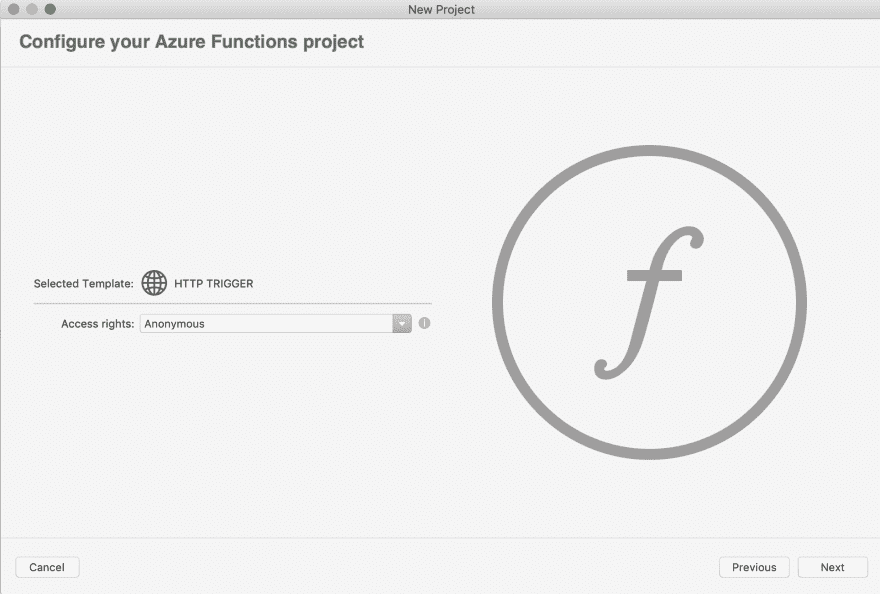 New Project
Configure your Azure Functions project
Selected Template: HTTP TRIGGER
Access rights: Anonymous
Cancel
Previous
Next